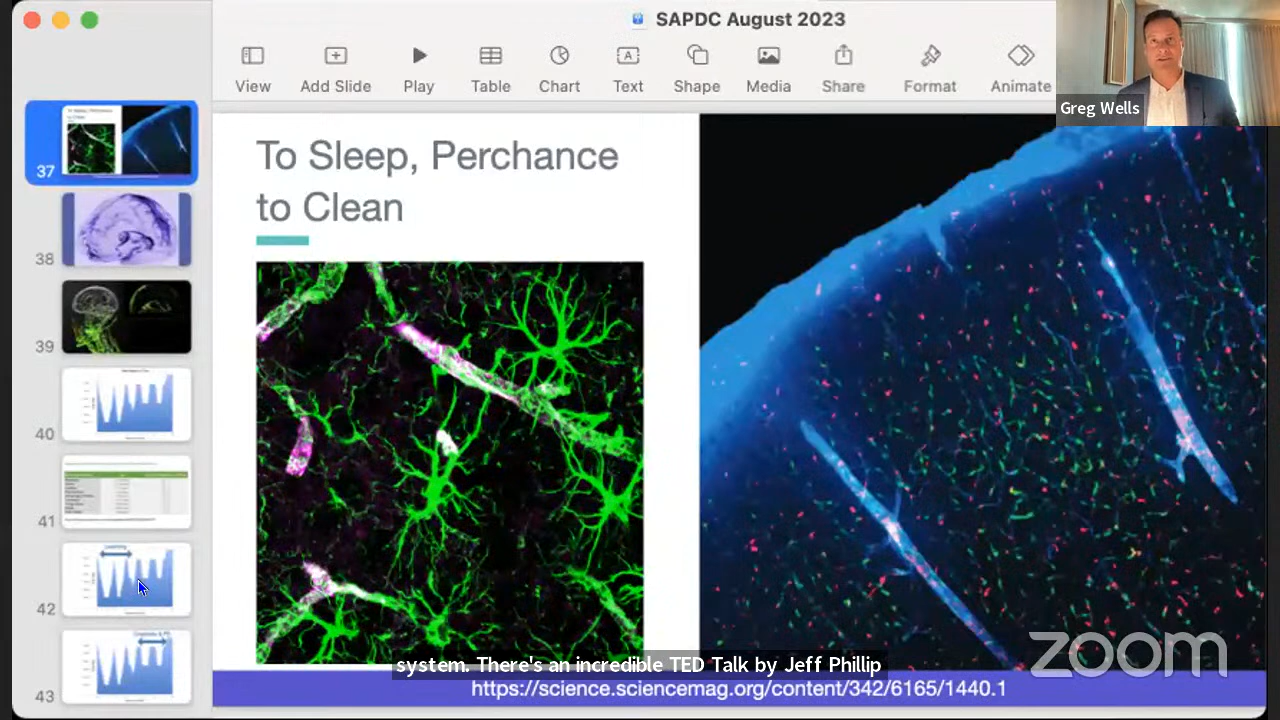 SAPDC August 2023
View
Add Slide
Play
Table
Chart
Text
Shape
Media
Share
Format
Animate
Greg Wells
37
38
39
40
41
42
43
To Sleep, Perchance
to Clean
system. There's an incredible TED Talk by Jeff Phillip
https://science.sciencemag.org/content/342/6165/1440.1
zoom